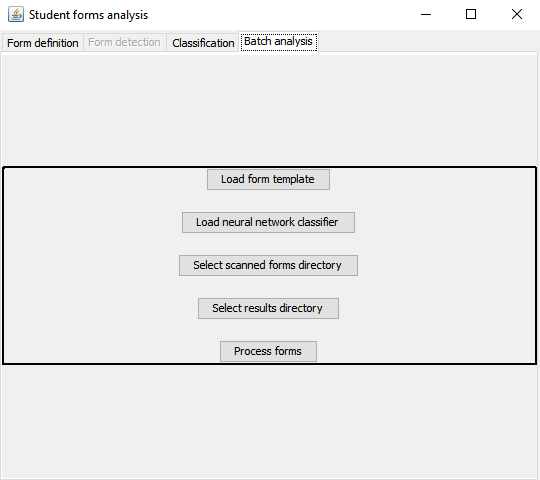 Student forms analysis
Form definition Form detection Classification Batch analysis
Load form template
Load neural network classifier
Select scanned forms directory
Select results directory
Process forms